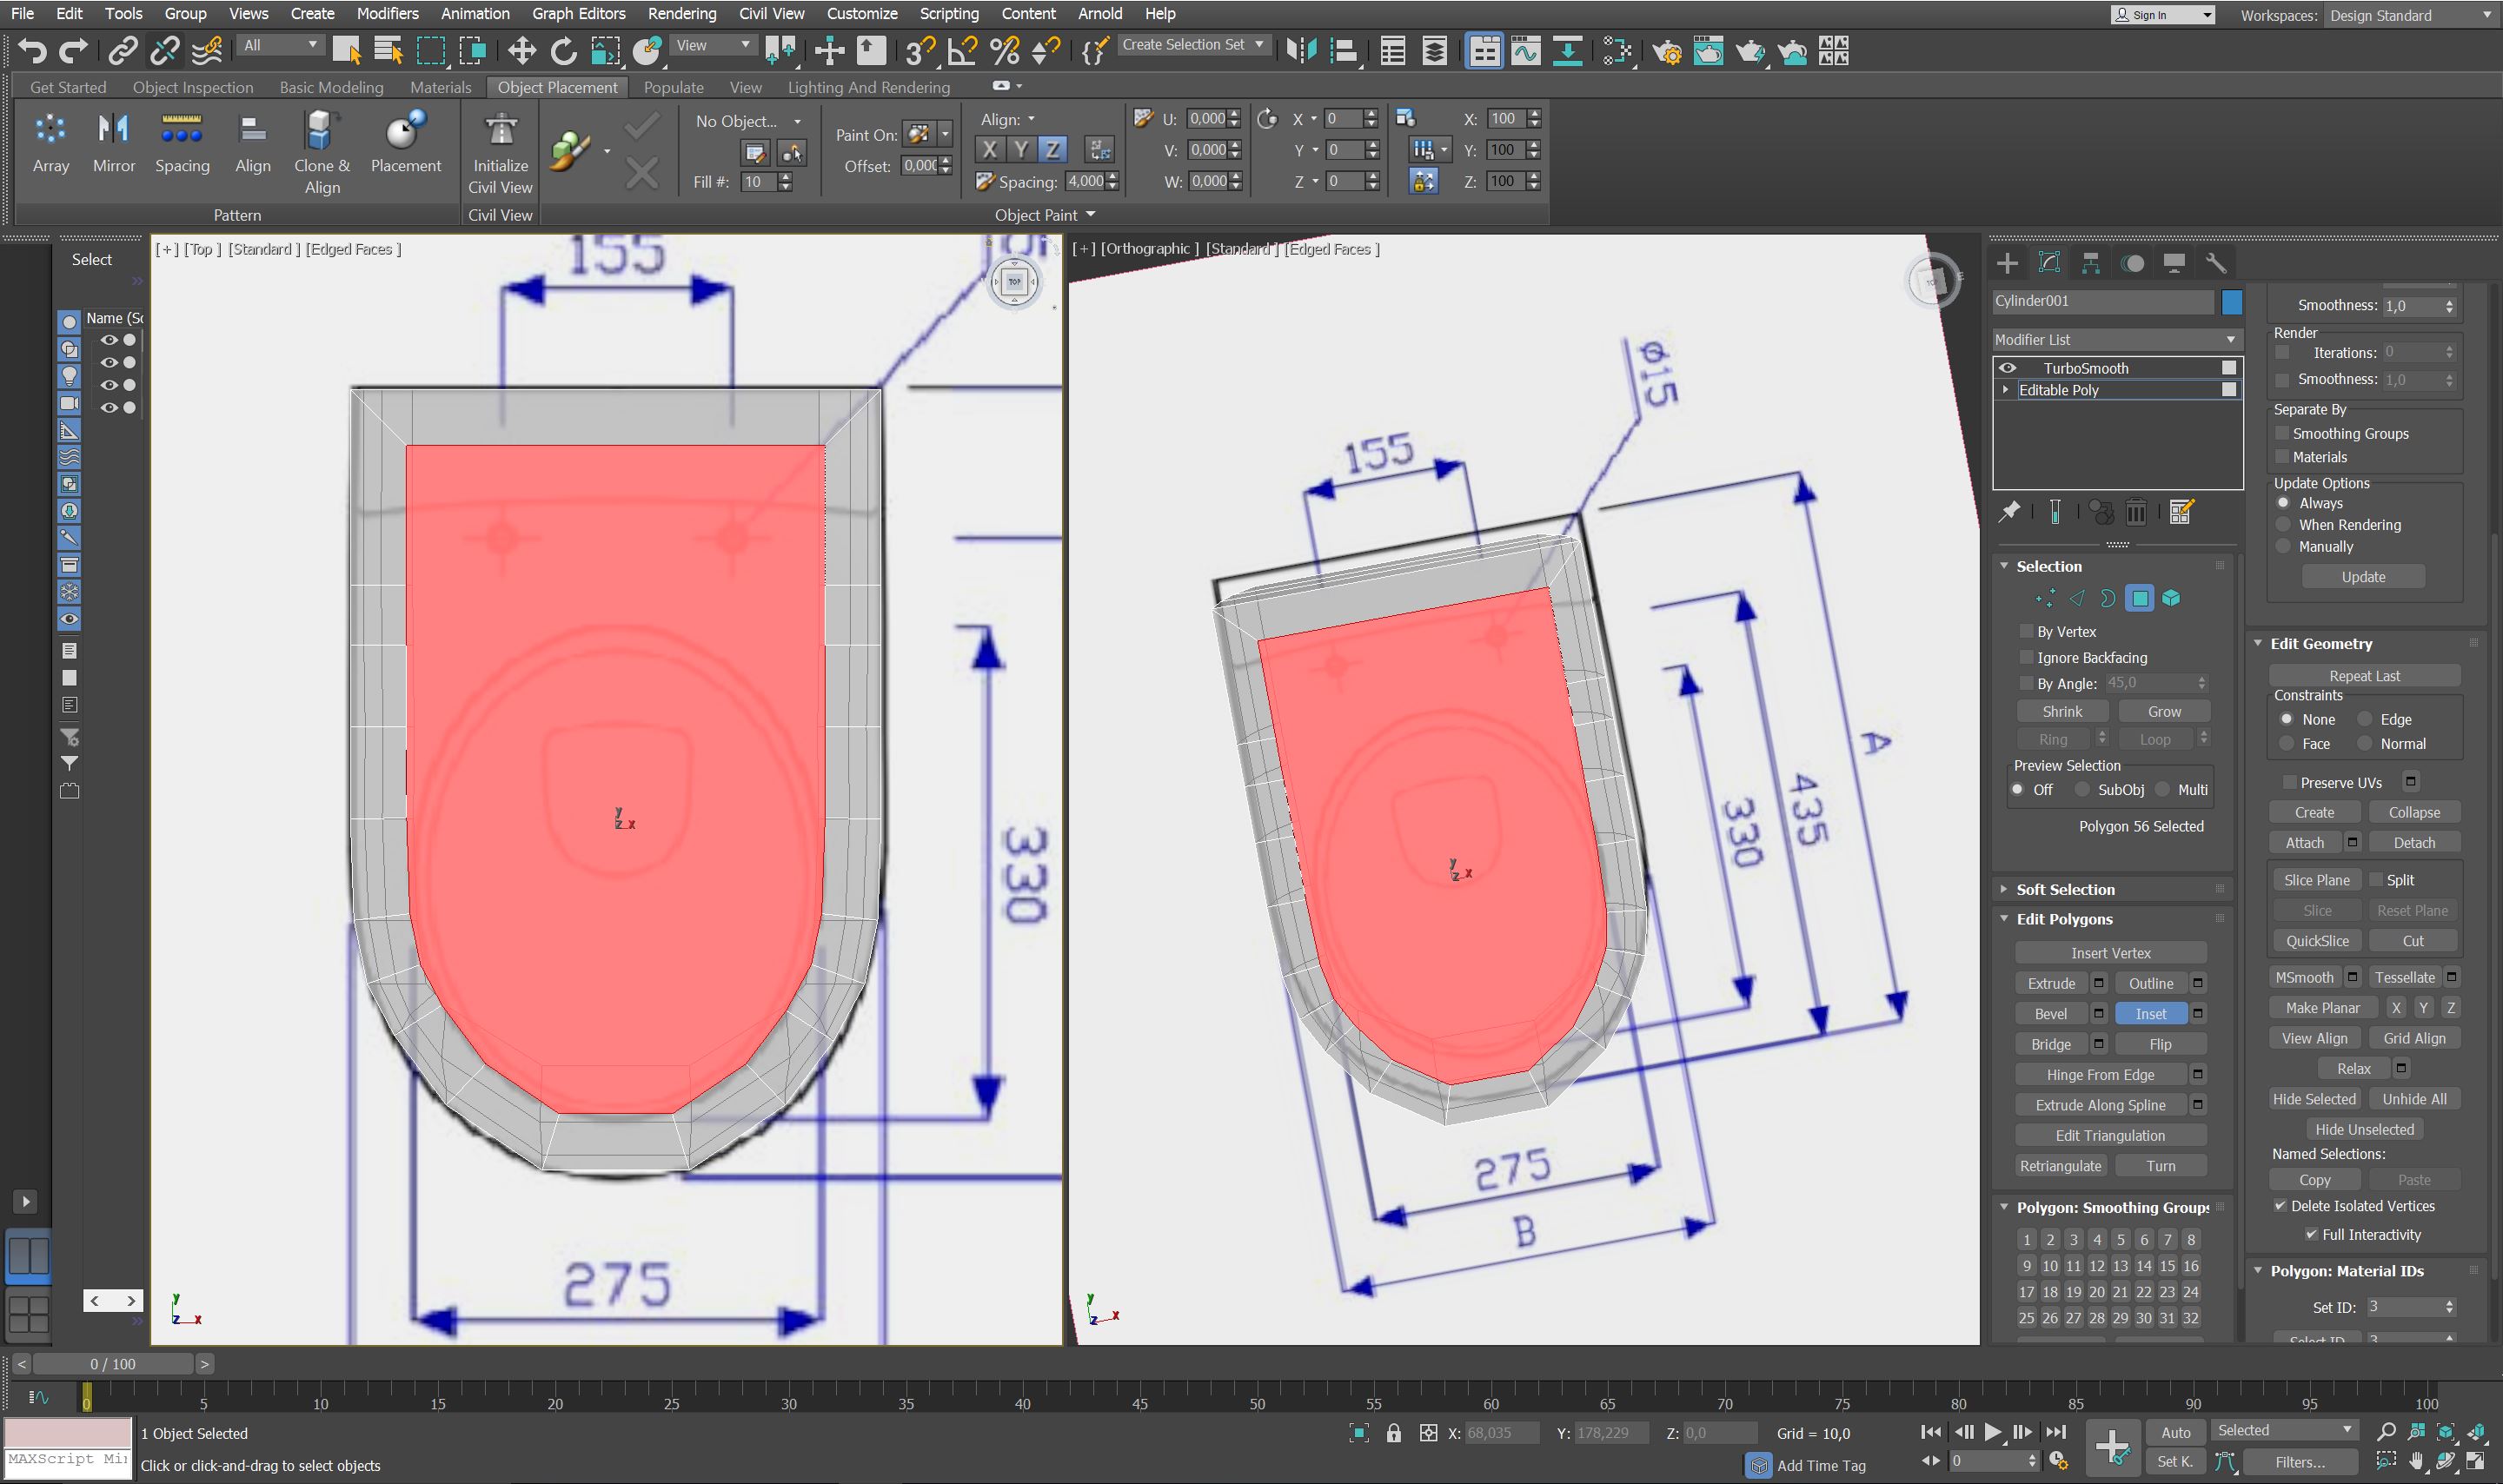 File Edit Tools Group Views Create Modifiers Animation Graph Editors Rendering Civil View Customize Scripting Content Arnold Help
Sign In Workspaces: Design Standard
All View Create Selection Set
Get Started Object Inspection Basic Modeling Materials Object Placement Populate View Lighting And Rendering
No Object... Align: U: 0,000 X 0 X: 100
Paint On: X Y Z V: 0,000 Y 0 Y: 100
Array Mirror Spacing Align Clone & Align Placement Initialize Civil View Offset: 0,000
Fill #: 10 Spacing: 4,000 W: 0,000 Z 0 Z: 100
Pattern Civil View Object Paint
Select
Name (Sc
[+] [Top ] [Standard ] [Edged Faces ]
155
TOP
330
275
y
z x
y
z x
[+] [Orthographic ] [Standard ] [Edged Faces ]
TOP
ø15
155
A
435
330
275
B
y
z x
y
z x
Cylinder001
Modifier List
TurboSmooth
Editable Poly
Selection
By Vertex
Ignore Backfacing
By Angle: 45,0
Shrink Grow
Ring Loop
Preview Selection
Off SubObj Multi
Polygon 56 Selected
Soft Selection
Edit Polygons
Insert Vertex
Extrude Outline
Bevel Inset
Bridge Flip
Hinge From Edge
Extrude Along Spline
Edit Triangulation
Retriangulate Turn
Polygon: Smoothing Groups
1 2 3 4 5 6 7 8
9 10 11 12 13 14 15 16
17 18 19 20 21 22 23 24
25 26 27 28 29 30 31 32
Smoothness: 1,0
Render
Iterations: 0
Smoothness: 1,0
Separate By
Smoothing Groups
Materials
Update Options
Always
When Rendering
Manually
Update
Edit Geometry
Repeat Last
Constraints
None Edge
Face Normal
Preserve UVs
Create Collapse
Attach Detach
Slice Plane Split
Slice Reset Plane
QuickSlice Cut
MSmooth Tessellate
Make Planar X Y Z
View Align Grid Align
Relax
Hide Selected Unhide All
Hide Unselected
Named Selections:
Copy Paste
Delete Isolated Vertices
Full Interactivity
Polygon: Material IDs
Set ID: 3
Select ID 3
< 0 / 100 >
0 5 10 15 20 25 30 35 40 45 50 55 60 65 70 75 80 85 90 95 100
1 Object Selected X: 68,035 Y: 178,229 Z: 0,0 Grid = 10,0 Auto Selected
MAXScript Mi Click or click-and-drag to select objects Add Time Tag 0 Set K. Filters...